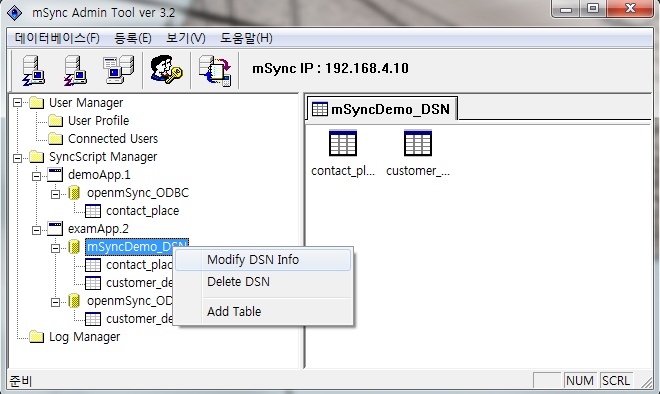 mSync Admin Tool ver 3.2
데이터베이스(F) 등록(E) 보기(V) 도움말(H)
mSync IP : 192.168.4.10
User Manager
User Profile
Connected Users
SyncScript Manager
demoApp.1
openmSync_ODBC
contact_place
examApp.2
mSyncDemo_DSN
contact_plac
customer_de
openmSync_OD
customer_de
Log Manager
Modify DSN Info
Delete DSN
Add Table
mSyncDemo_DSN
contact_pl... customer_...
준비 NUM SCRL